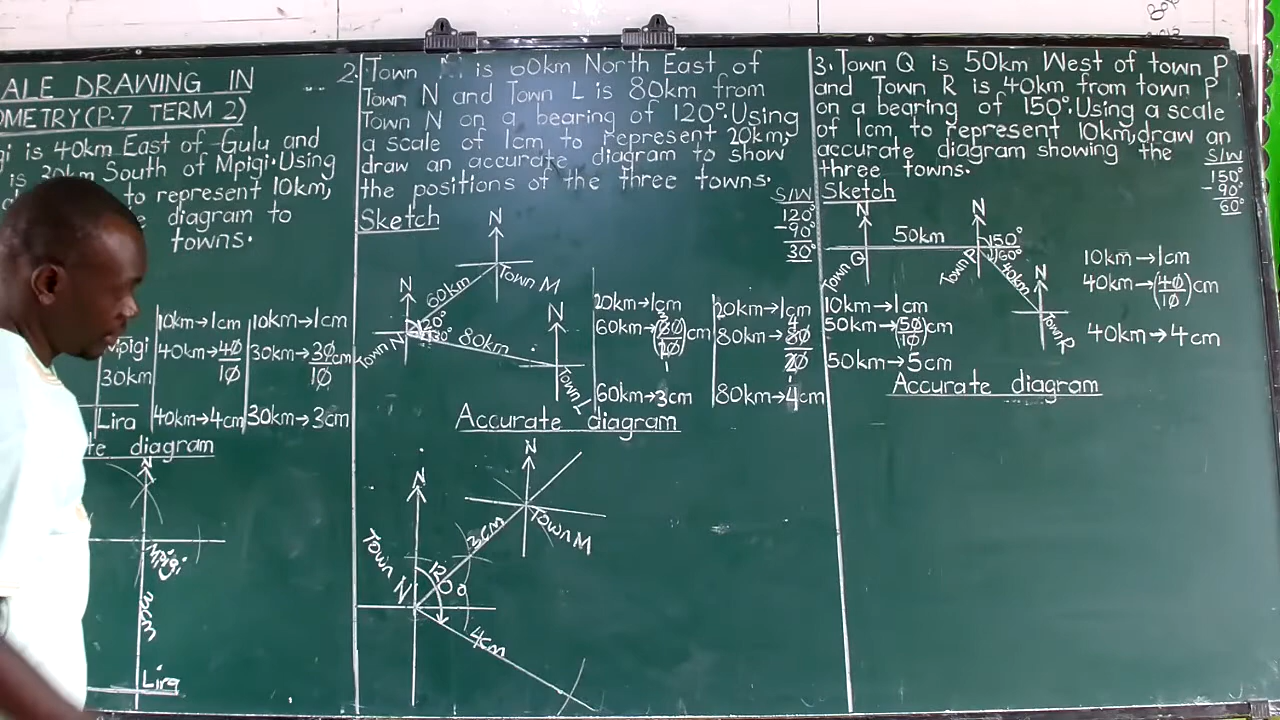 ALE DRAWING IN
OMETRY (P.7 TERM 2)
gi is 40km East of Gulu and
is 30km South of Mpigi. Using
to represent 10km,
e diagram to
towns.
Mpigi
30km
Lira
10km→1cm
40km→40/10
40km→4cm
10km→1cm
30km→30/10 cm
30km→3cm
te diagram
N
Mpigi
3cm
Lira
2. Town M is 60km North East of
Town N and Town L is 80km from
Town N on a bearing of 120°. Using
a scale of 1cm to represent 20km,
draw an accurate diagram to show
the positions of the three towns.
S/W
120°
-90°
30°
Sketch
N
Town M
60km
N
120°
30°
Town N
80km
N
Town L
20km→1cm
60km→(60/20)cm
3
1
60km→3cm
20km→1cm
80km→80/20
4
1
80km→4cm
Accurate diagram
N
N
Town M
3cm
Town N
120°
4cm
3. Town Q is 50km West of town P
and Town R is 40km from town P
on a bearing of 150°. Using a scale
of 1cm to represent 10km, draw an
accurate diagram showing the
three towns.
S/W
150°
-90°
60°
Sketch
N
N
50km
150°
60°
Town Q
Town P
40km
N
Town R
10km→1cm
50km→(50/10)cm
50km→5cm
10km→1cm
40km→(40/10)cm
40km→4cm
Accurate diagram